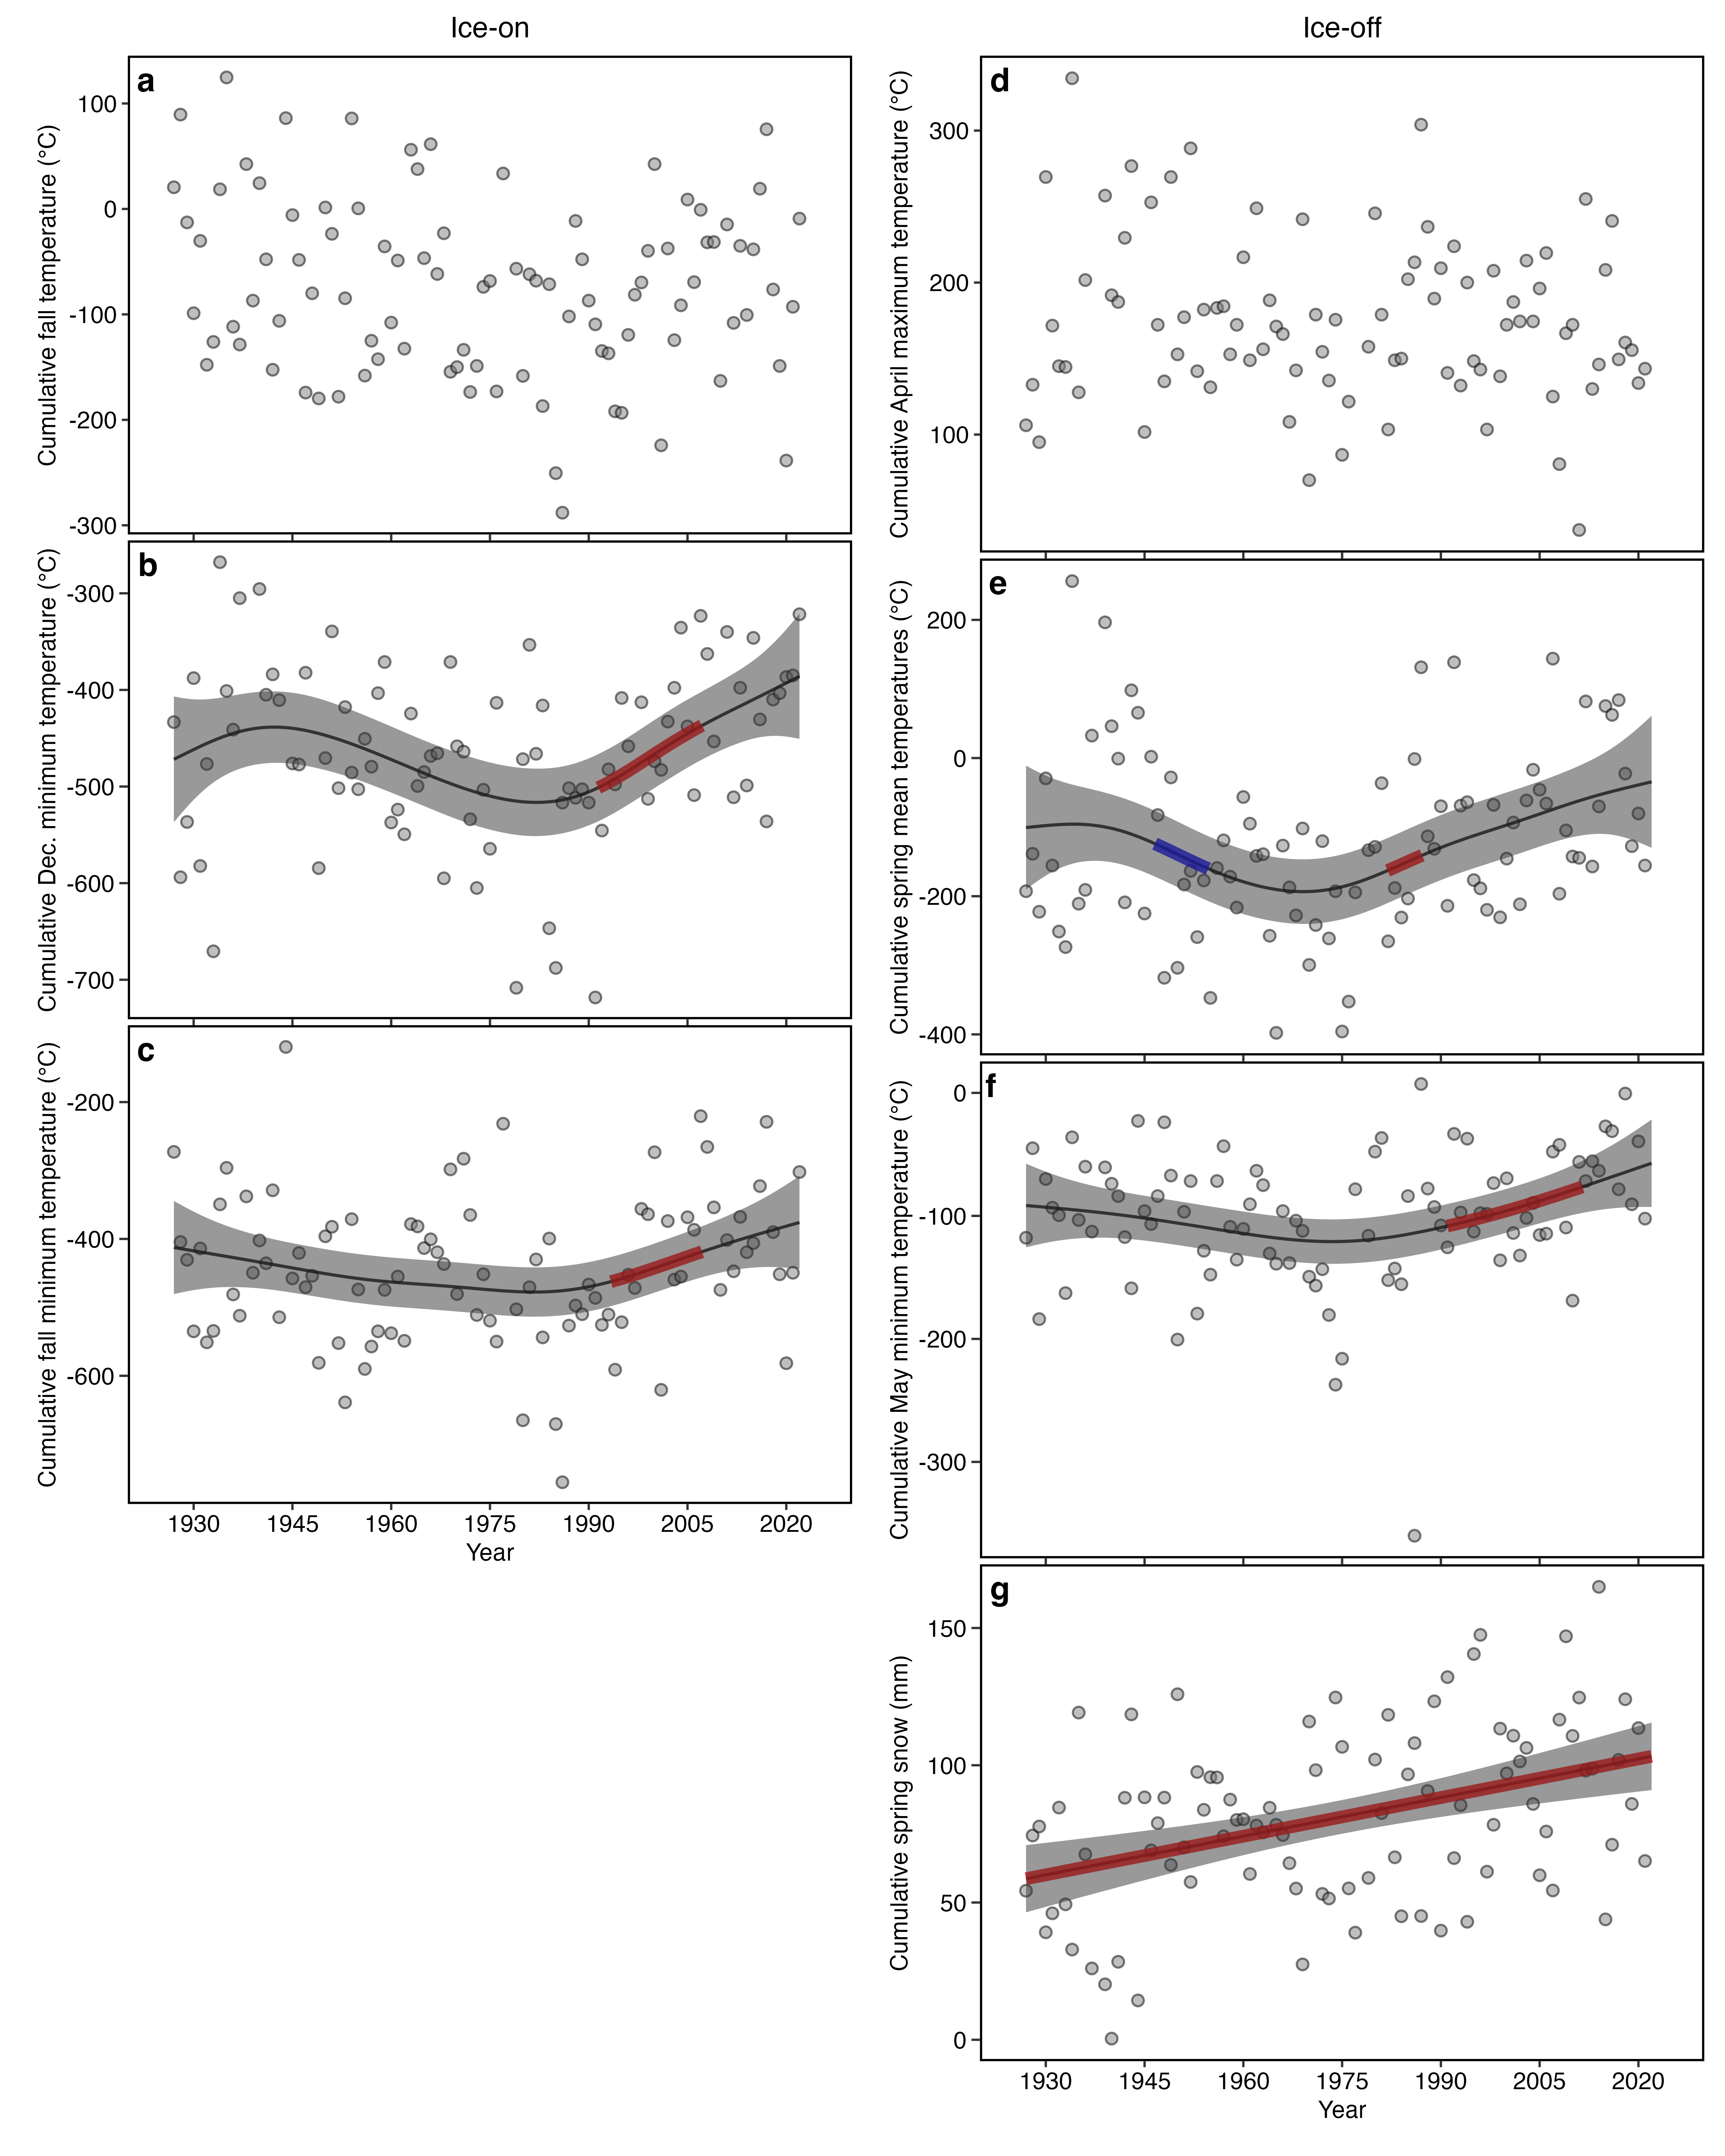 Ice-on
a
Cumulative fall temperature (°C)
100
0
-100
-200
-300
b
Cumulative Dec. minimum temperature (°C)
-300
-400
-500
-600
-700
c
Cumulative fall minimum temperature (°C)
-200
-400
-600
1930 1945 1960 1975 1990 2005 2020
Year
Ice-off
d
Cumulative April maximum temperature (°C)
300
200
100
e
Cumulative spring mean temperatures (°C)
200
0
-200
-400
f
Cumulative May minimum temperature (°C)
0
-100
-200
-300
g
Cumulative spring snow (mm)
150
100
50
0
1930 1945 1960 1975 1990 2005 2020
Year